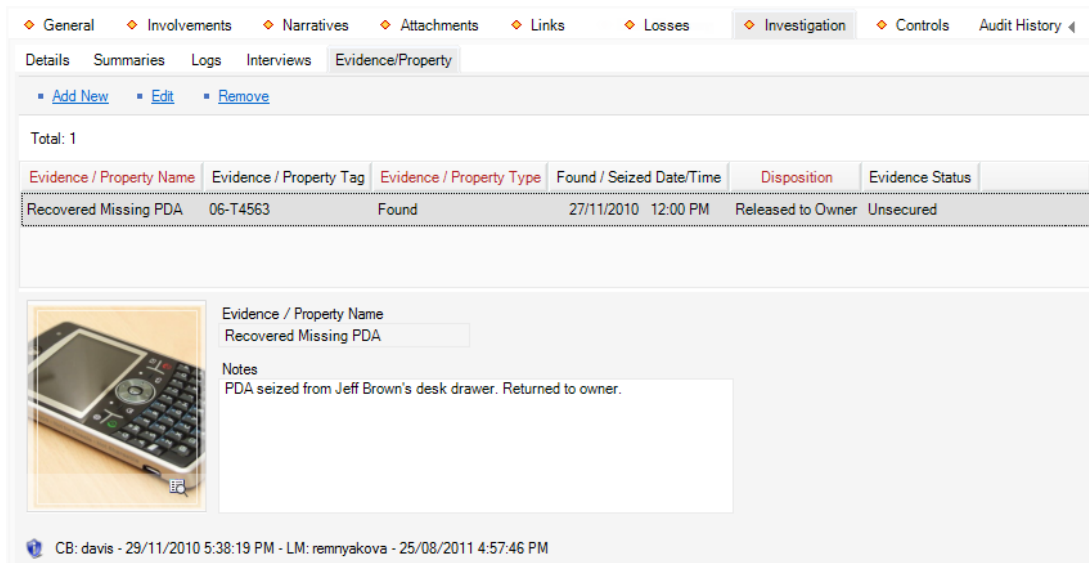 General Involvements Narratives Attachments Links Losses Investigation Controls Audit History
Details Summaries Logs Interviews Evidence/Property
Add New Edit Remove
Total: 1
Evidence / Property Name Evidence / Property Tag Evidence / Property Type Found / Seized Date/Time Disposition Evidence Status
Recovered Missing PDA 06-T4563 Found 27/11/2010 12:00 PM Released to Owner Unsecured
Evidence / Property Name
Recovered Missing PDA
Notes
PDA seized from Jeff Brown's desk drawer. Returned to owner.
CB: davis - 29/11/2010 5:38:19 PM - LM: remnyakova - 25/08/2011 4:57:46 PM